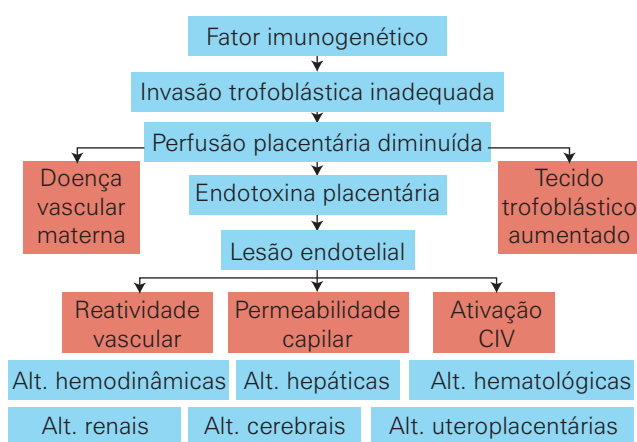 Fator imunogenético
Invasão trofoblástica inadequada
Perfusão placentária diminuída
Doença
vascular
materna
Endotoxina placentária
Tecido
trofoblástico
aumentado
Lesão endotelial
Reatividade
vascular
Permeabilidade
capilar
Ativação
CIV
Alt. hemodinâmicas
Alt. hepáticas
Alt. hematológicas
Alt. renais
Alt. cerebrais
Alt. uteroplacentárias